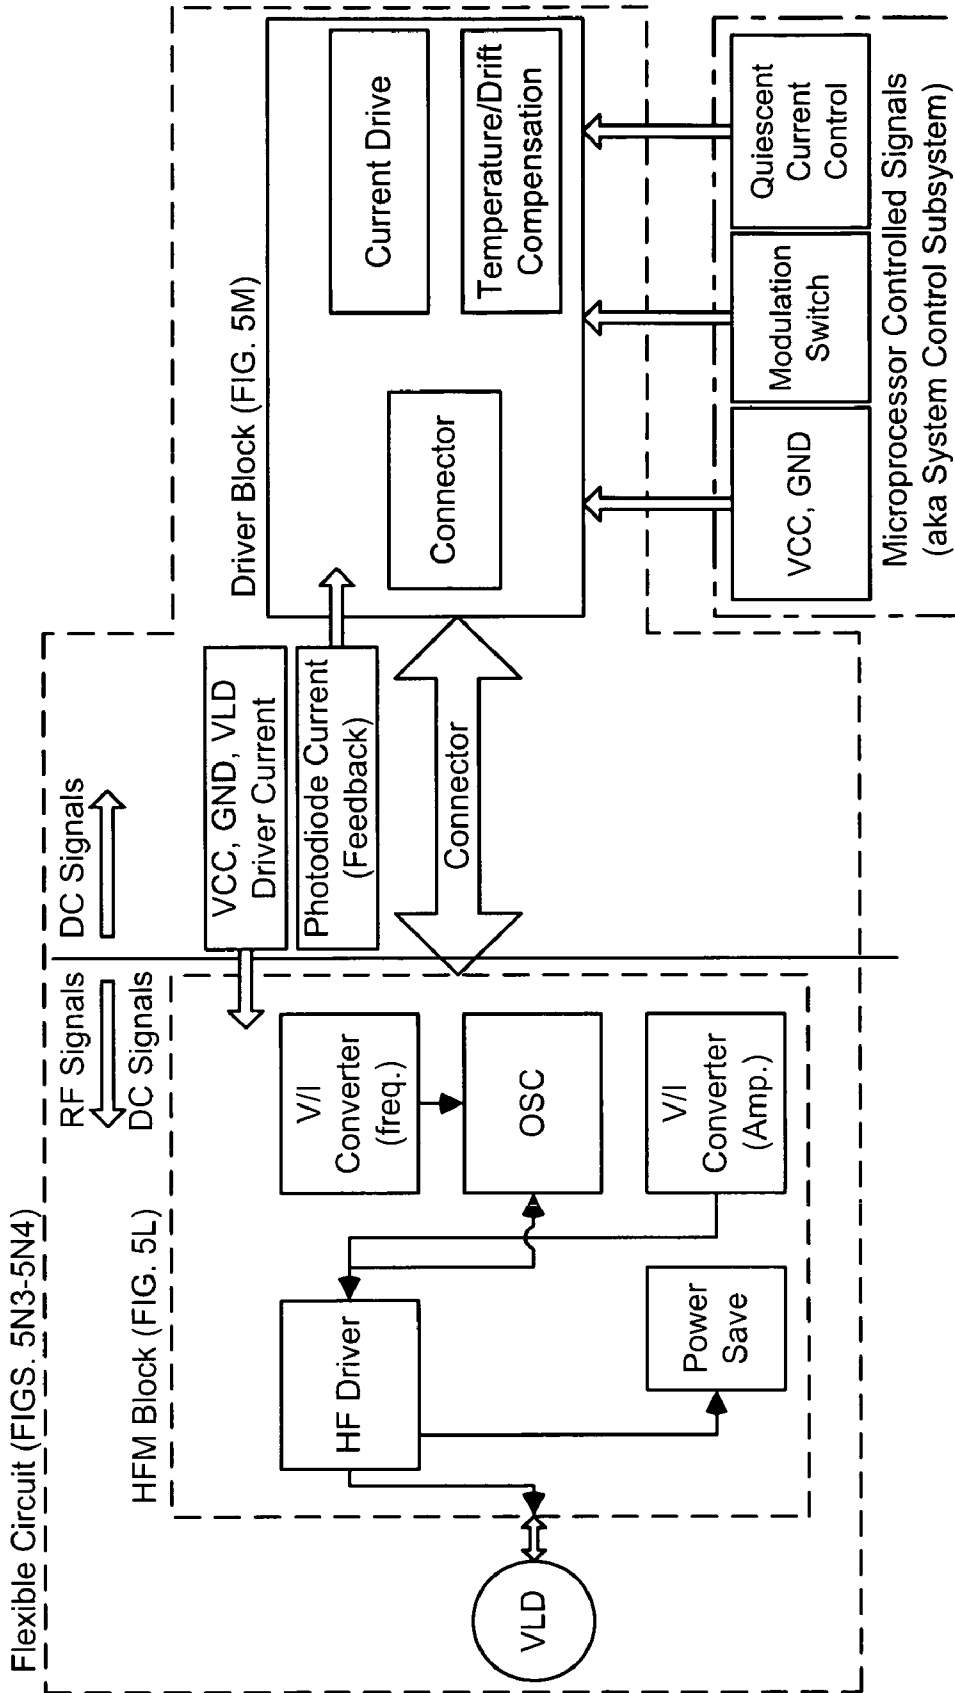 Flexible Circuit (FIGS. 5N3-5N4)
RF Signals
DC Signals
DC Signals
HFM Block (FIG. 5L)
VCC, GND, VLD
Driver Current
Photodiode Current
(Feedback)
Driver Block (FIG. 5M)
VLD
HF Driver
Power
Save
V/I
Converter
(freq.)
OSC
V/I
Converter
(Amp.)
Connector
Connector
Current Drive
Temperature/Drift
Compensation
VCC, GND
Modulation
Switch
Quiescent
Current
Control
Microprocessor Controlled Signals
(aka System Control Subsystem)